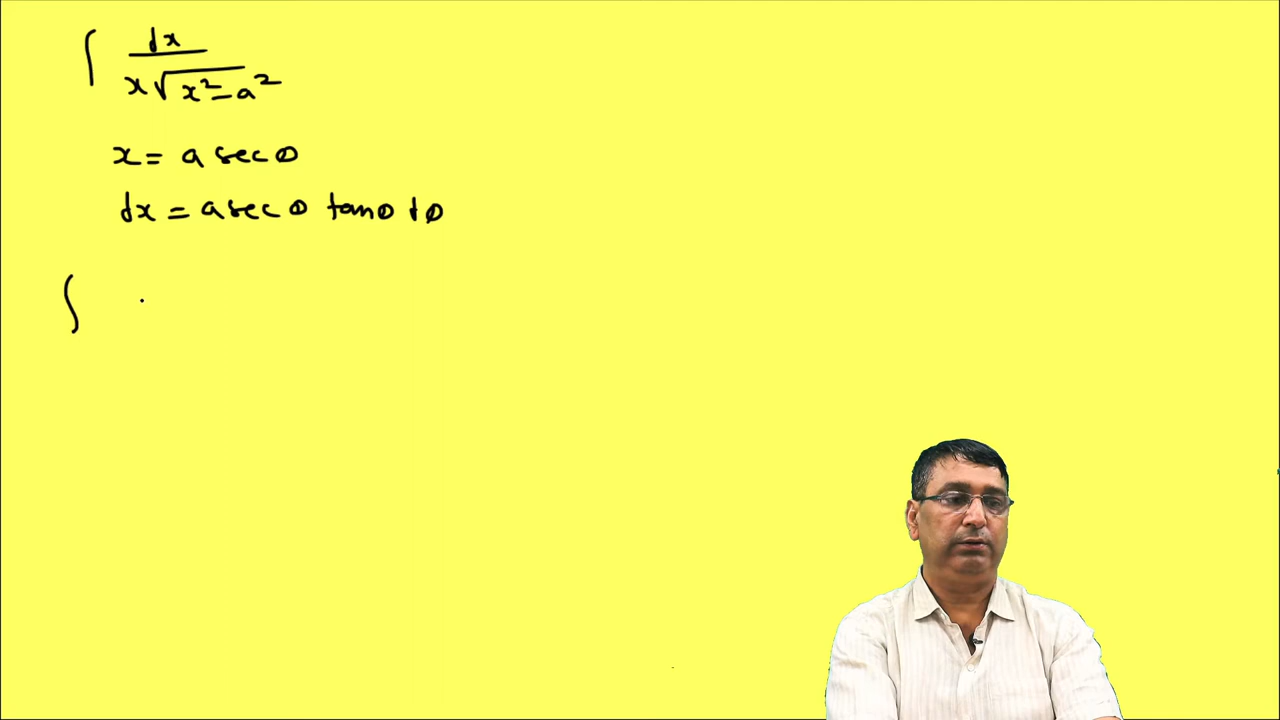 ∫ dx / x√(x² - a²)
x = a sec θ
dx = a sec θ tan θ dθ
∫